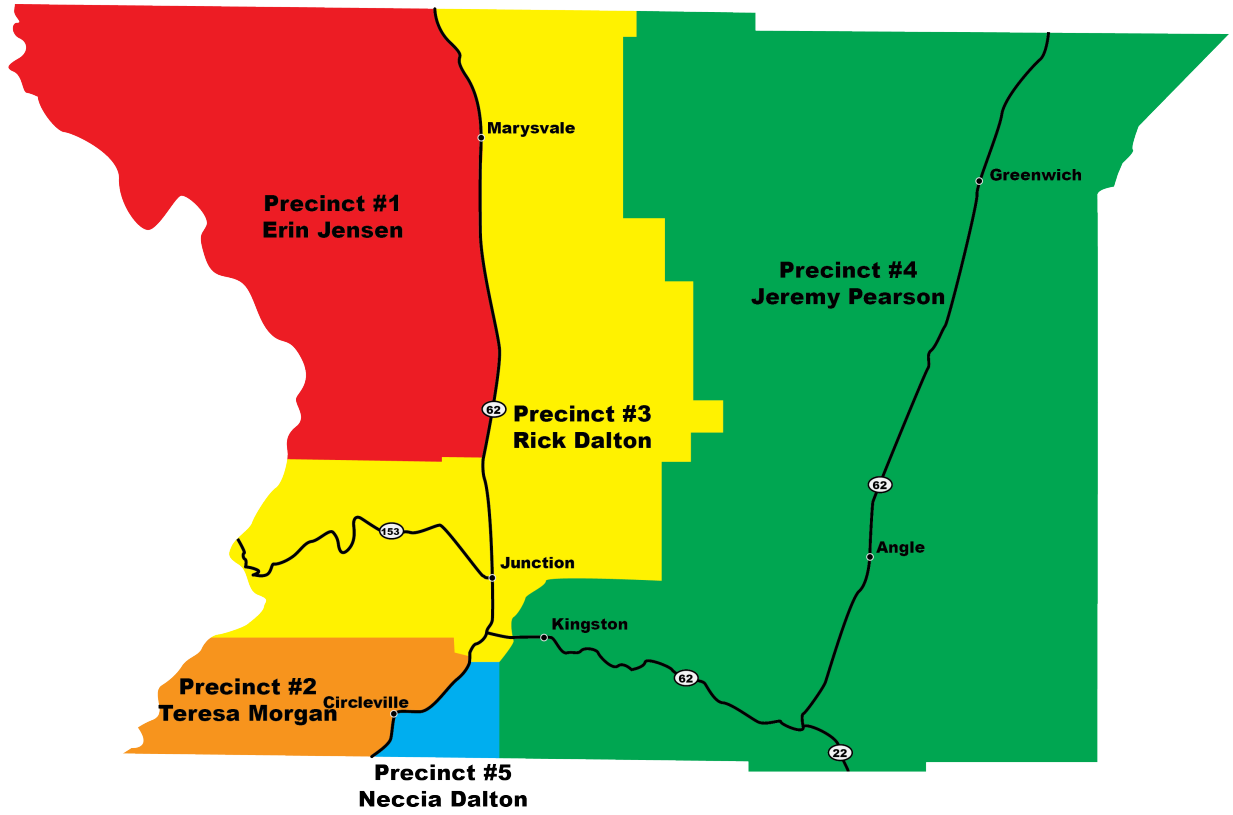 Marysvale
Greenwich
Precinct #1
Erin Jensen
Precinct #4
Jeremy Pearson
62
Precinct #3
Rick Dalton
62
153
Angle
Junction
Kingston
62
Precinct #2
Teresa Morgan
Circleville
22
Precinct #5
Neccia Dalton